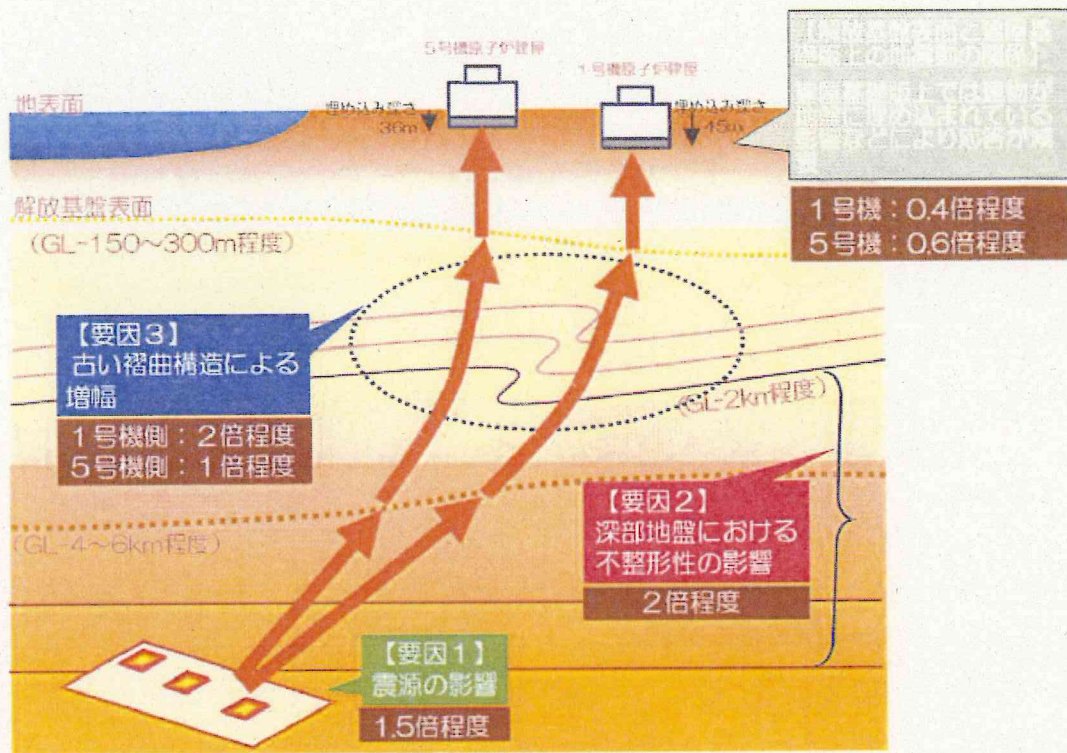 5号機原子炉建屋
1号機原子炉建屋
地表面
埋め込み深さ
36m
埋め込み深さ
45m
1号機：0.4倍程度
5号機：0.6倍程度
解放基盤表面
(GL-150～300m程度)
【要因3】
古い褶曲構造による
増幅
1号機側：2倍程度
5号機側：1倍程度
(GL-2km程度)
【要因2】
深部地盤における
不整形性の影響
2倍程度
(GL-4～6km程度)
【要因1】
震源の影響
1.5倍程度